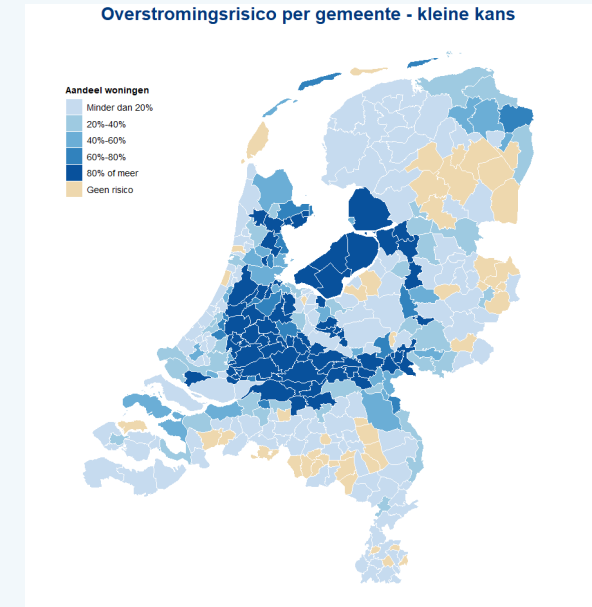 Overstromingsrisico per gemeente - kleine kans
Aandeel woningen
Minder dan 20%
20%-40%
40%-60%
60%-80%
80% of meer
Geen risico